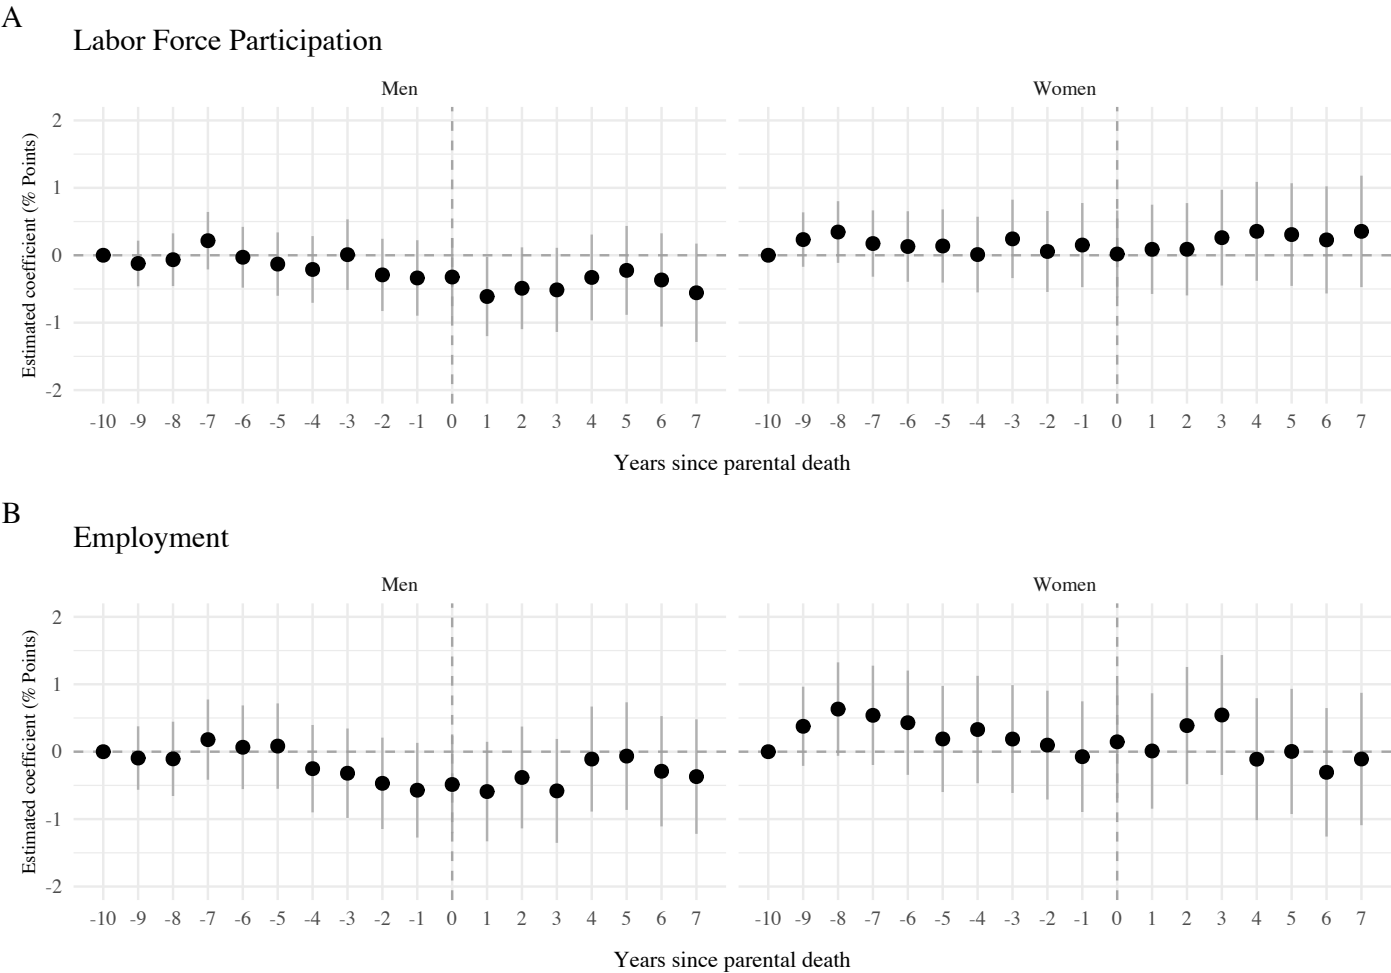 A
Labor Force Participation
Men
Women
Estimated coefficient (% Points)
2
1
0
-1
-2
-10 -9 -8 -7 -6 -5 -4 -3 -2 -1 0 1 2 3 4 5 6 7
-10 -9 -8 -7 -6 -5 -4 -3 -2 -1 0 1 2 3 4 5 6 7
Years since parental death
B
Employment
Men
Women
Estimated coefficient (% Points)
2
1
0
-1
-2
-10 -9 -8 -7 -6 -5 -4 -3 -2 -1 0 1 2 3 4 5 6 7
-10 -9 -8 -7 -6 -5 -4 -3 -2 -1 0 1 2 3 4 5 6 7
Years since parental death